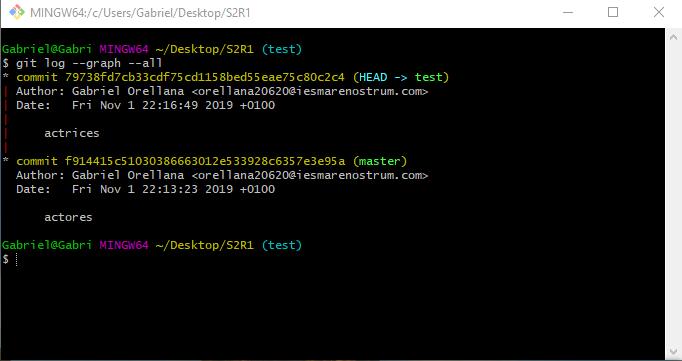 MINGW64:/c/Users/Gabriel/Desktop/S2R1
Gabriel@Gabri MINGW64 ~/Desktop/S2R1 (test)
$ git log --graph --all
* commit 79738fd7cb33cdf75cd1158bed55eae75c80c2c4 (HEAD -> test)
| Author: Gabriel Orellana <orellana20620@iesmarenostrum.com>
| Date:   Fri Nov 1 22:16:49 2019 +0100
|
|     actrices
|
* commit f914415c51030386663012e533928c6357e3e95a (master)
  Author: Gabriel Orellana <orellana20620@iesmarenostrum.com>
  Date:   Fri Nov 1 22:13:23 2019 +0100

      actores

Gabriel@Gabri MINGW64 ~/Desktop/S2R1 (test)
$